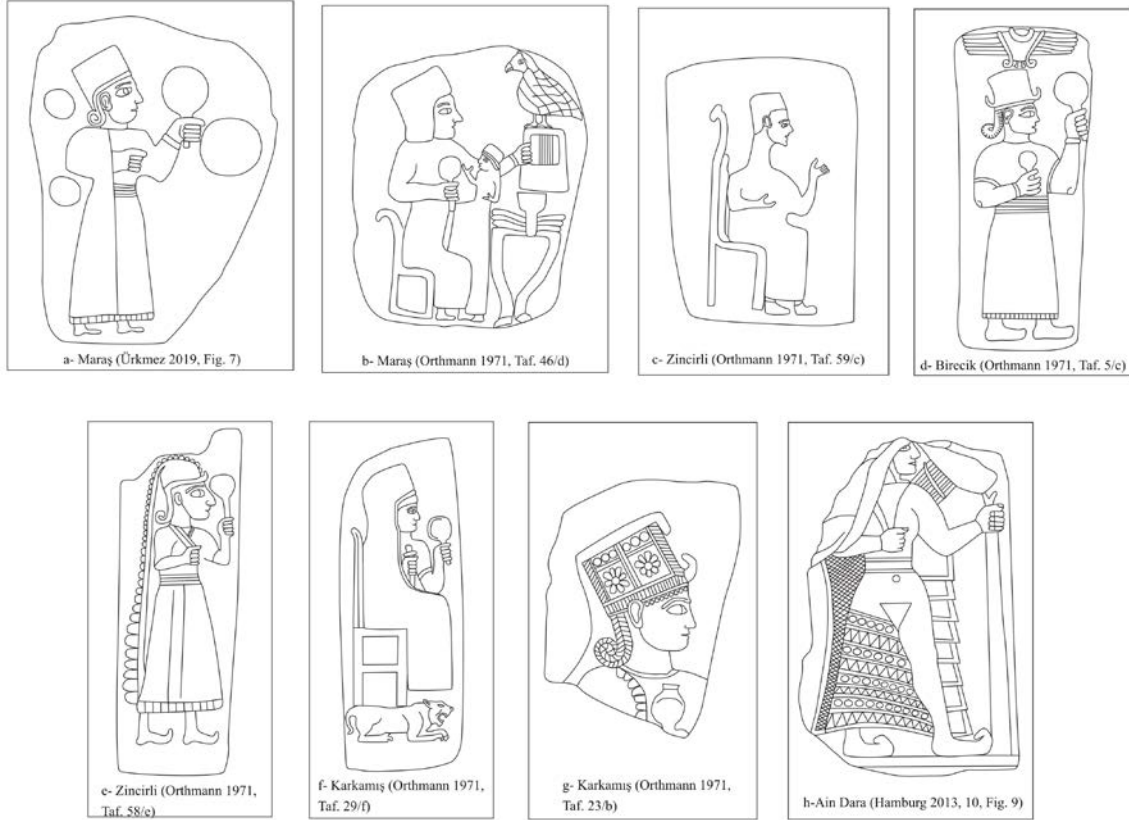 a- Maraş (Ürkmez 2019, Fig. 7)
b- Maraş (Orthmann 1971, Taf. 46/d)
c- Zincirli (Orthmann 1971, Taf. 59/c)
d- Birecik (Orthmann 1971, Taf. 5/c)
e- Zincirli (Orthmann 1971,
Taf. 58/e)
f- Karkamış (Orthmann 1971,
Taf. 29/f)
g- Karkamış (Orthmann 1971,
Taf. 23/b)
h-Ain Dara (Hamburg 2013, 10, Fig. 9)